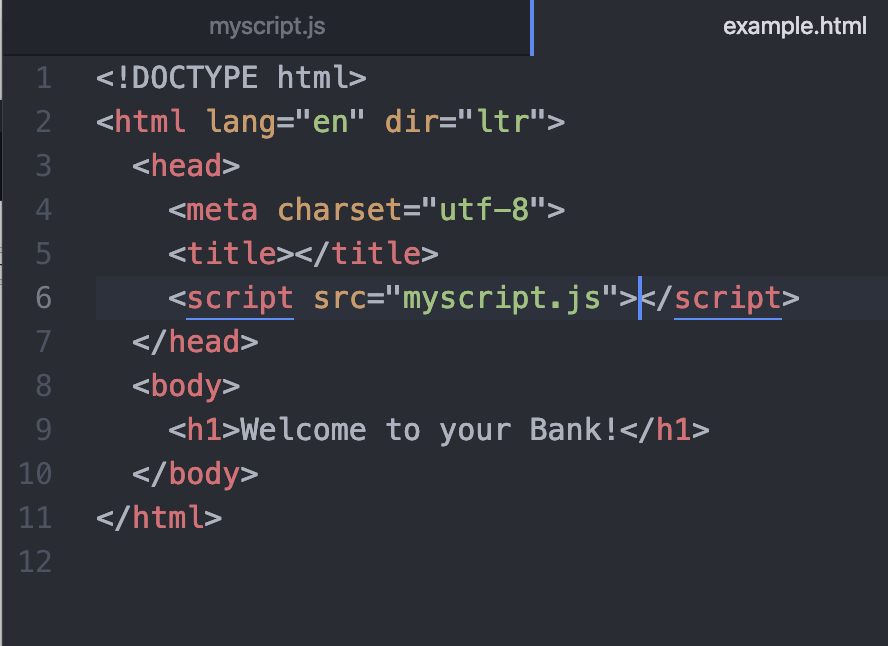 myscript.js example.html
1 <!DOCTYPE html>
2 <html lang="en" dir="ltr">
3   <head>
4     <meta charset="utf-8">
5     <title></title>
6     <script src="myscript.js"></script>
7   </head>
8   <body>
9     <h1>Welcome to your Bank!</h1>
10   </body>
11 </html>
12